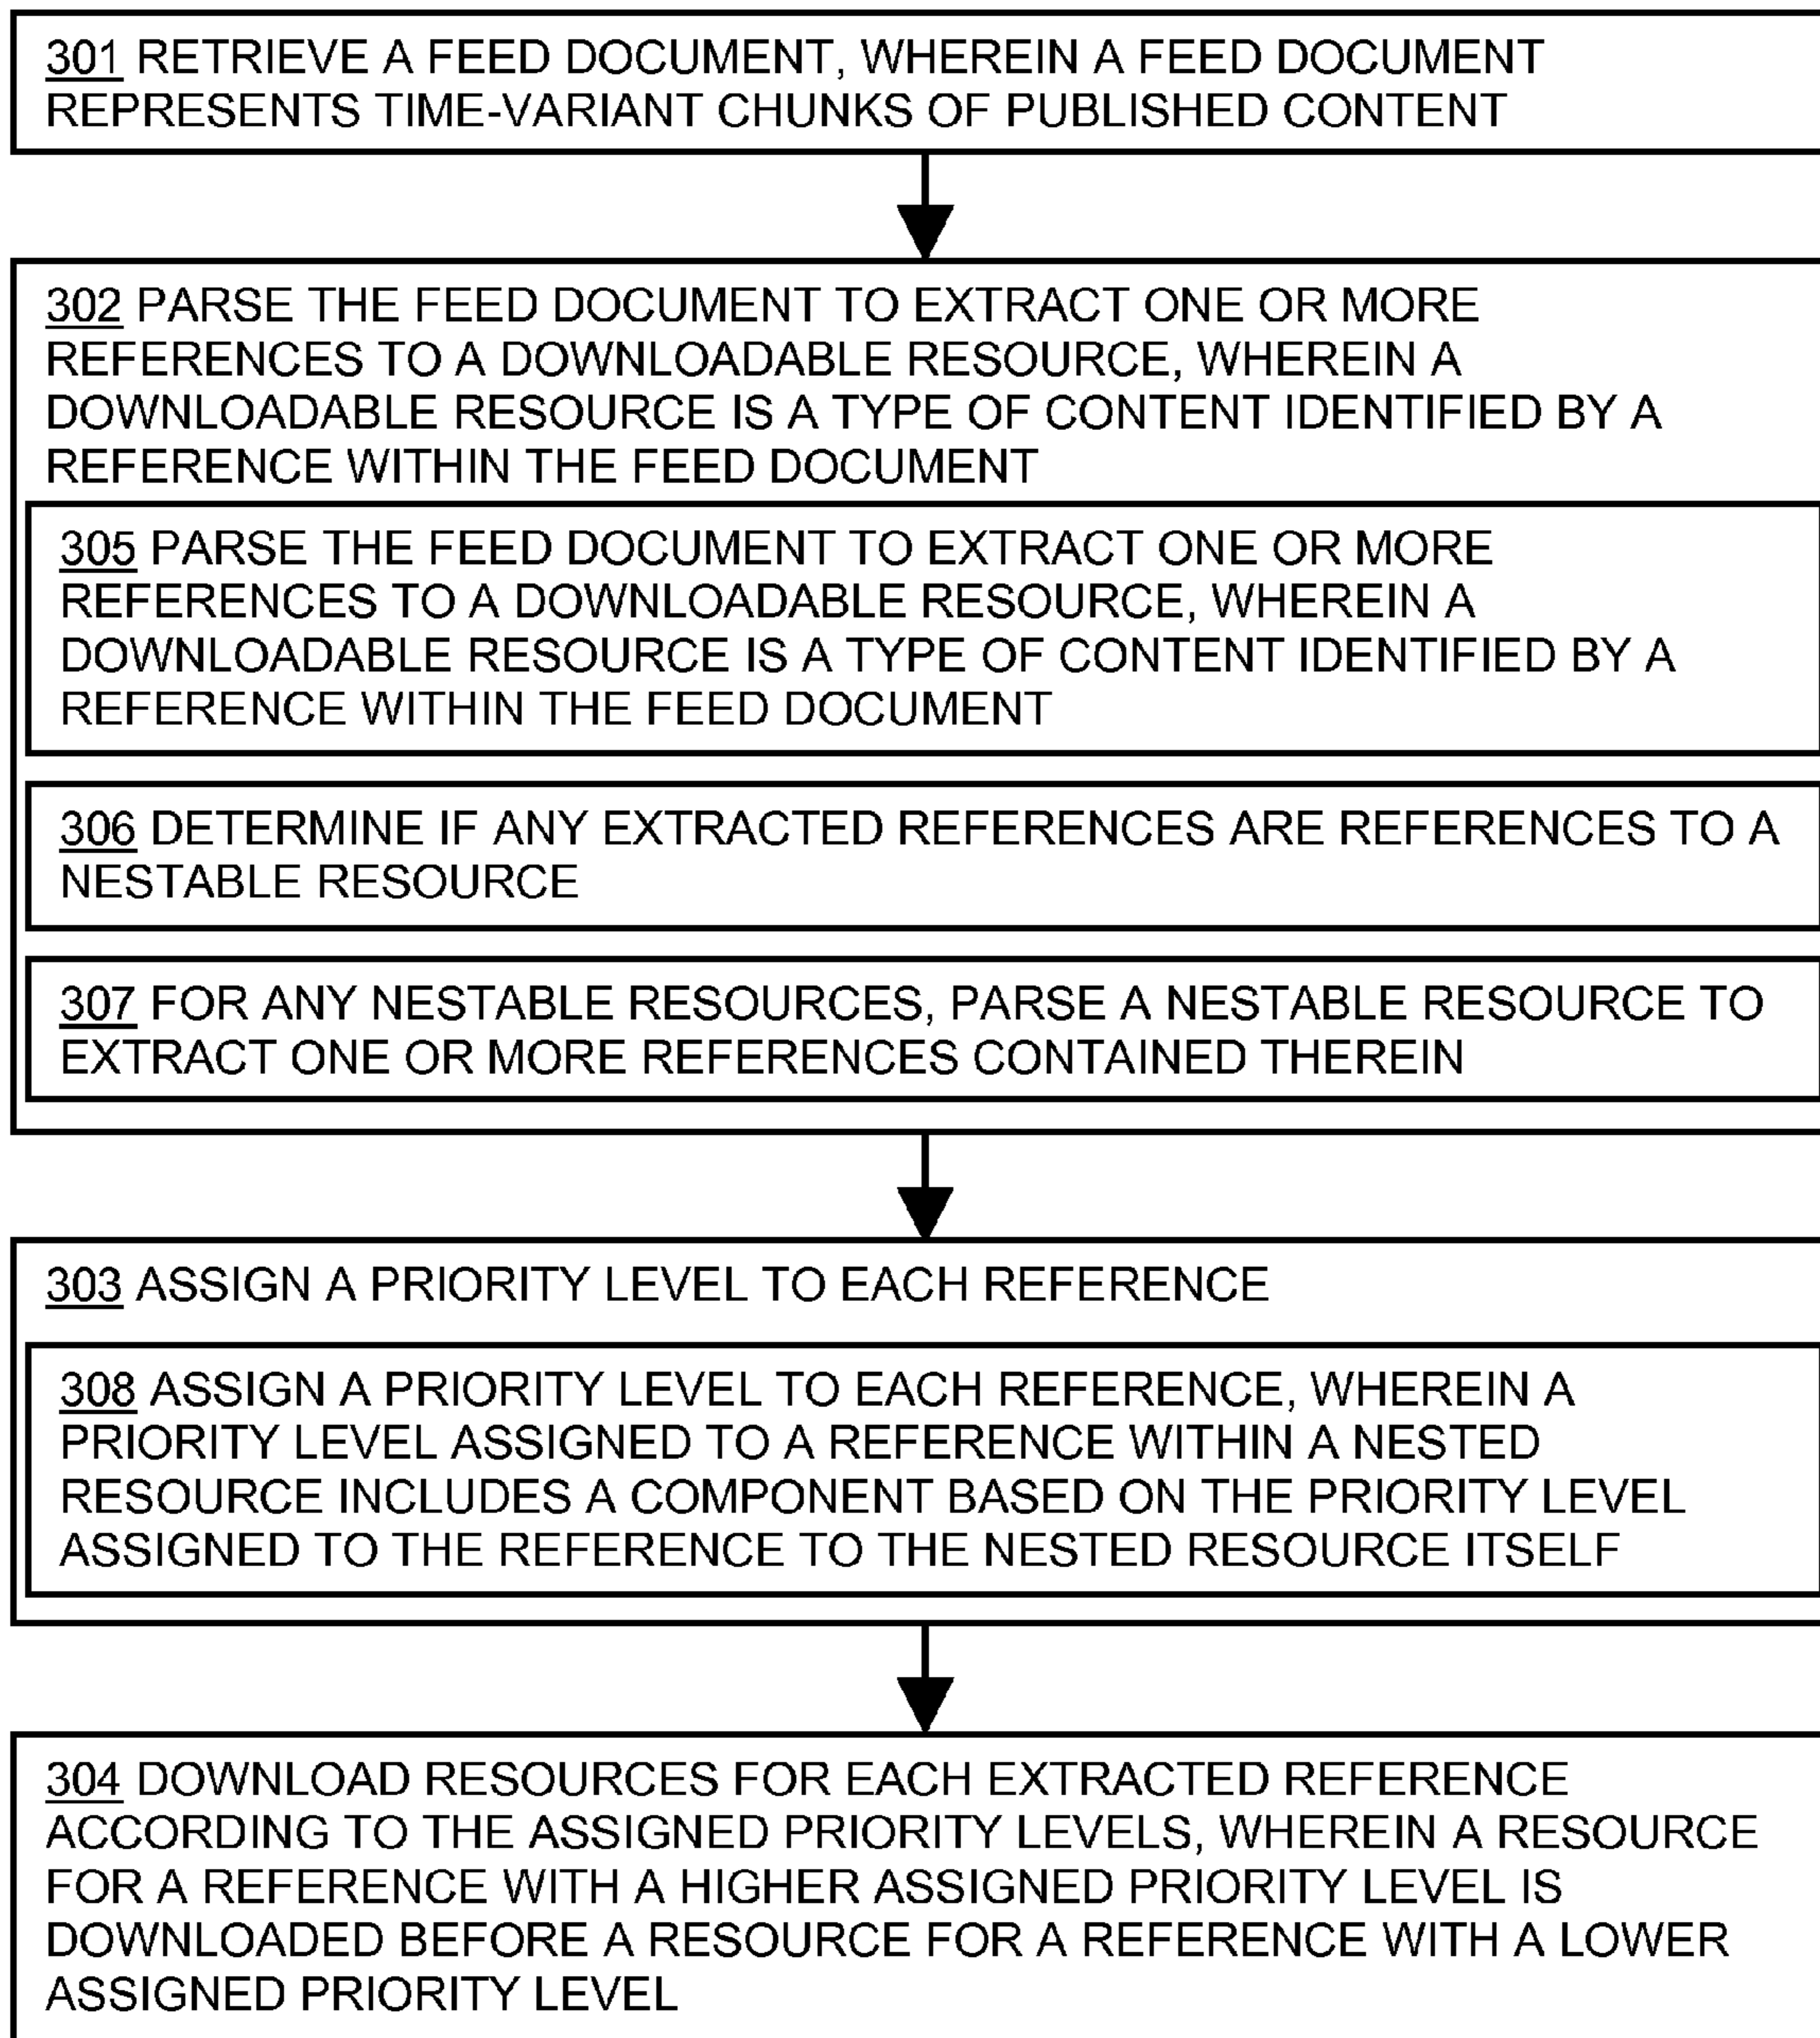 301 RETRIEVE A FEED DOCUMENT, WHEREIN A FEED DOCUMENT
REPRESENTS TIME-VARIANT CHUNKS OF PUBLISHED CONTENT
302 PARSE THE FEED DOCUMENT TO EXTRACT ONE OR MORE
REFERENCES TO A DOWNLOADABLE RESOURCE, WHEREIN A
DOWNLOADABLE RESOURCE IS A TYPE OF CONTENT IDENTIFIED BY A
REFERENCE WITHIN THE FEED DOCUMENT
305 PARSE THE FEED DOCUMENT TO EXTRACT ONE OR MORE
REFERENCES TO A DOWNLOADABLE RESOURCE, WHEREIN A
DOWNLOADABLE RESOURCE IS A TYPE OF CONTENT IDENTIFIED BY A
REFERENCE WITHIN THE FEED DOCUMENT
306 DETERMINE IF ANY EXTRACTED REFERENCES ARE REFERENCES TO A
NESTABLE RESOURCE
307 FOR ANY NESTABLE RESOURCES, PARSE A NESTABLE RESOURCE TO
EXTRACT ONE OR MORE REFERENCES CONTAINED THEREIN
303 ASSIGN A PRIORITY LEVEL TO EACH REFERENCE
308 ASSIGN A PRIORITY LEVEL TO EACH REFERENCE, WHEREIN A
PRIORITY LEVEL ASSIGNED TO A REFERENCE WITHIN A NESTED
RESOURCE INCLUDES A COMPONENT BASED ON THE PRIORITY LEVEL
ASSIGNED TO THE REFERENCE TO THE NESTED RESOURCE ITSELF
304 DOWNLOAD RESOURCES FOR EACH EXTRACTED REFERENCE
ACCORDING TO THE ASSIGNED PRIORITY LEVELS, WHEREIN A RESOURCE
FOR A REFERENCE WITH A HIGHER ASSIGNED PRIORITY LEVEL IS
DOWNLOADED BEFORE A RESOURCE FOR A REFERENCE WITH A LOWER
ASSIGNED PRIORITY LEVEL